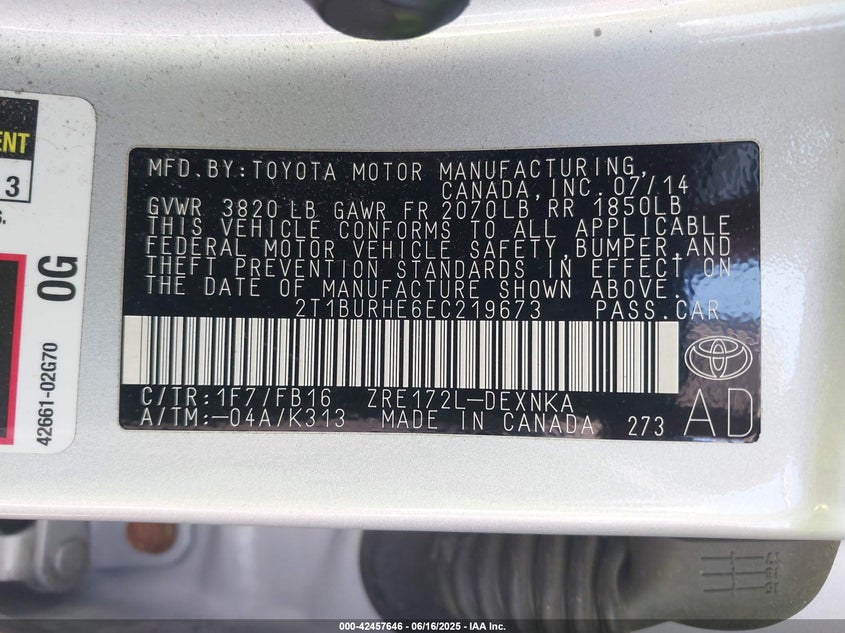 ENT
3
S.
0G
42661-02G70
MFD.BY:TOYOTA MOTOR MANUFACTURING,
CANADA,INC. 07/14
GVWR 3820LB GAWR FR 2070LB RR 1850LB
THIS VEHICLE CONFORMS TO ALL APPLICABLE
FEDERAL MOTOR VEHICLE SAFETY,BUMPER,AND
THEFT PREVENTION STANDARDS IN EFFECT ON
THE DATE OF MANUFACTURE SHOWN ABOVE.
2T1BURHE6EC219673 PASS.CAR
C/TR:1F7/FB16 ZRE172L-DEXNKA
A/TM:-04A/K313 MADE IN CANADA 273
AD
000-42457646 - 06/16/2025 - IAA Inc.